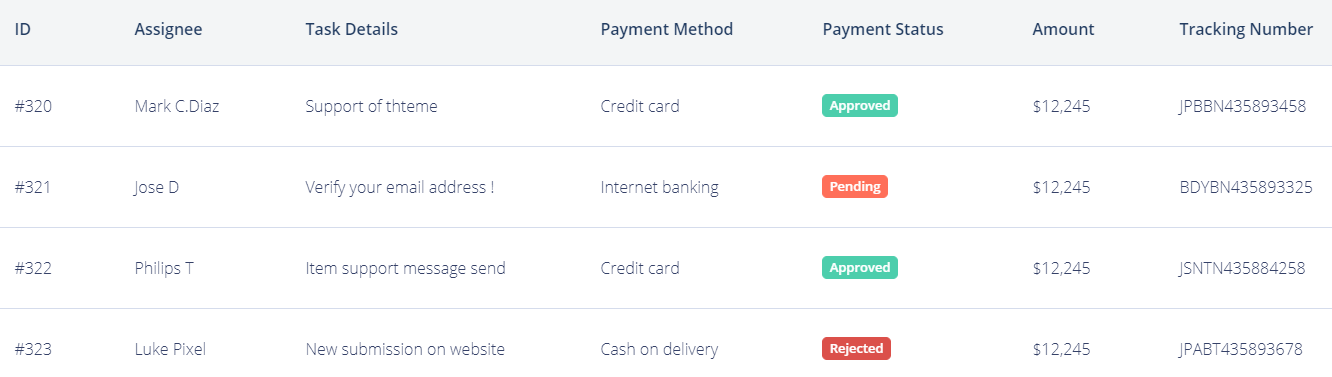 ID Assignee Task Details Payment Method Payment Status Amount Tracking Number
#320 Mark C.Diaz Support of thteme Credit card Approved $12,245 JPBBN435893458
#321 Jose D Verify your email address ! Internet banking Pending $12,245 BDYBN435893325
#322 Philips T Item support message send Credit card Approved $12,245 JSNTN435884258
#323 Luke Pixel New submission on website Cash on delivery Rejected $12,245 JPABT435893678